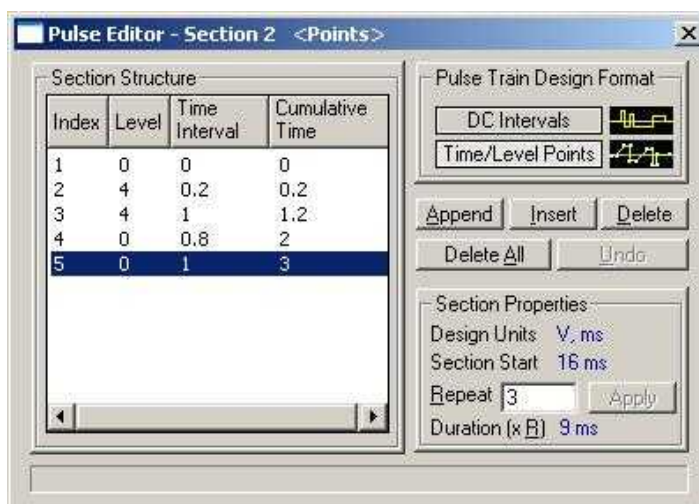 Pulse Editor - Section 2 <Points>
Section Structure
Index Level Time Interval Cumulative Time
1 0 0 0
2 4 0.2 0.2
3 4 1 1.2
4 0 0.8 2
5 0 1 3
Pulse Train Design Format
DC Intervals
Time/Level Points
Append Insert Delete
Delete All Undo
Section Properties
Design Units V, ms
Section Start 16 ms
Repeat 3 Apply
Duration (x R) 9 ms